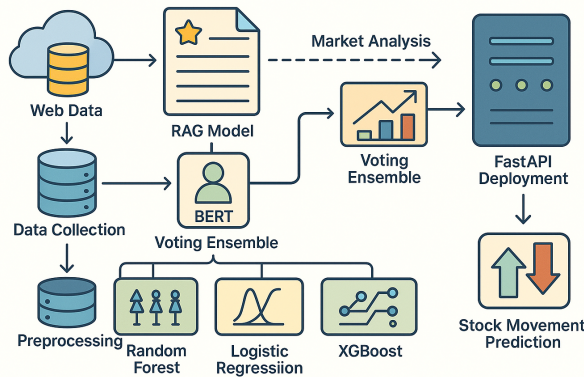 Market Analysis
Web Data
RAG Model
Voting
Ensemble
FastAPI
Deployment
BERT
Data Collection
Voting Ensemble
Preprocessing
Random
Forest
Logistic
Regressiion
XGBoost
Stock Movement
Prediction